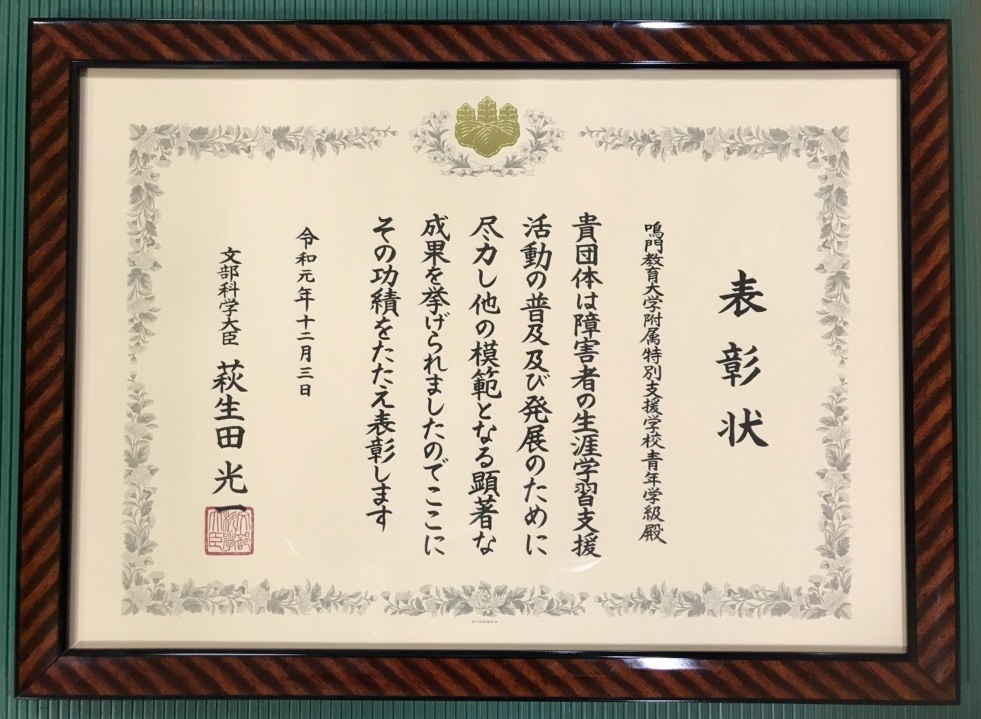 表彰状
鳴門教育大学附属特別支援学校青年学級殿
貴団体は障害者の生涯学習支援
活動の普及及び発展のために
尽力し他の模範となる顕著な
成果を挙げられましたのでここに
その功績をたたえ表彰します
令和元年十二月三日
文部科学大臣 萩生田光一